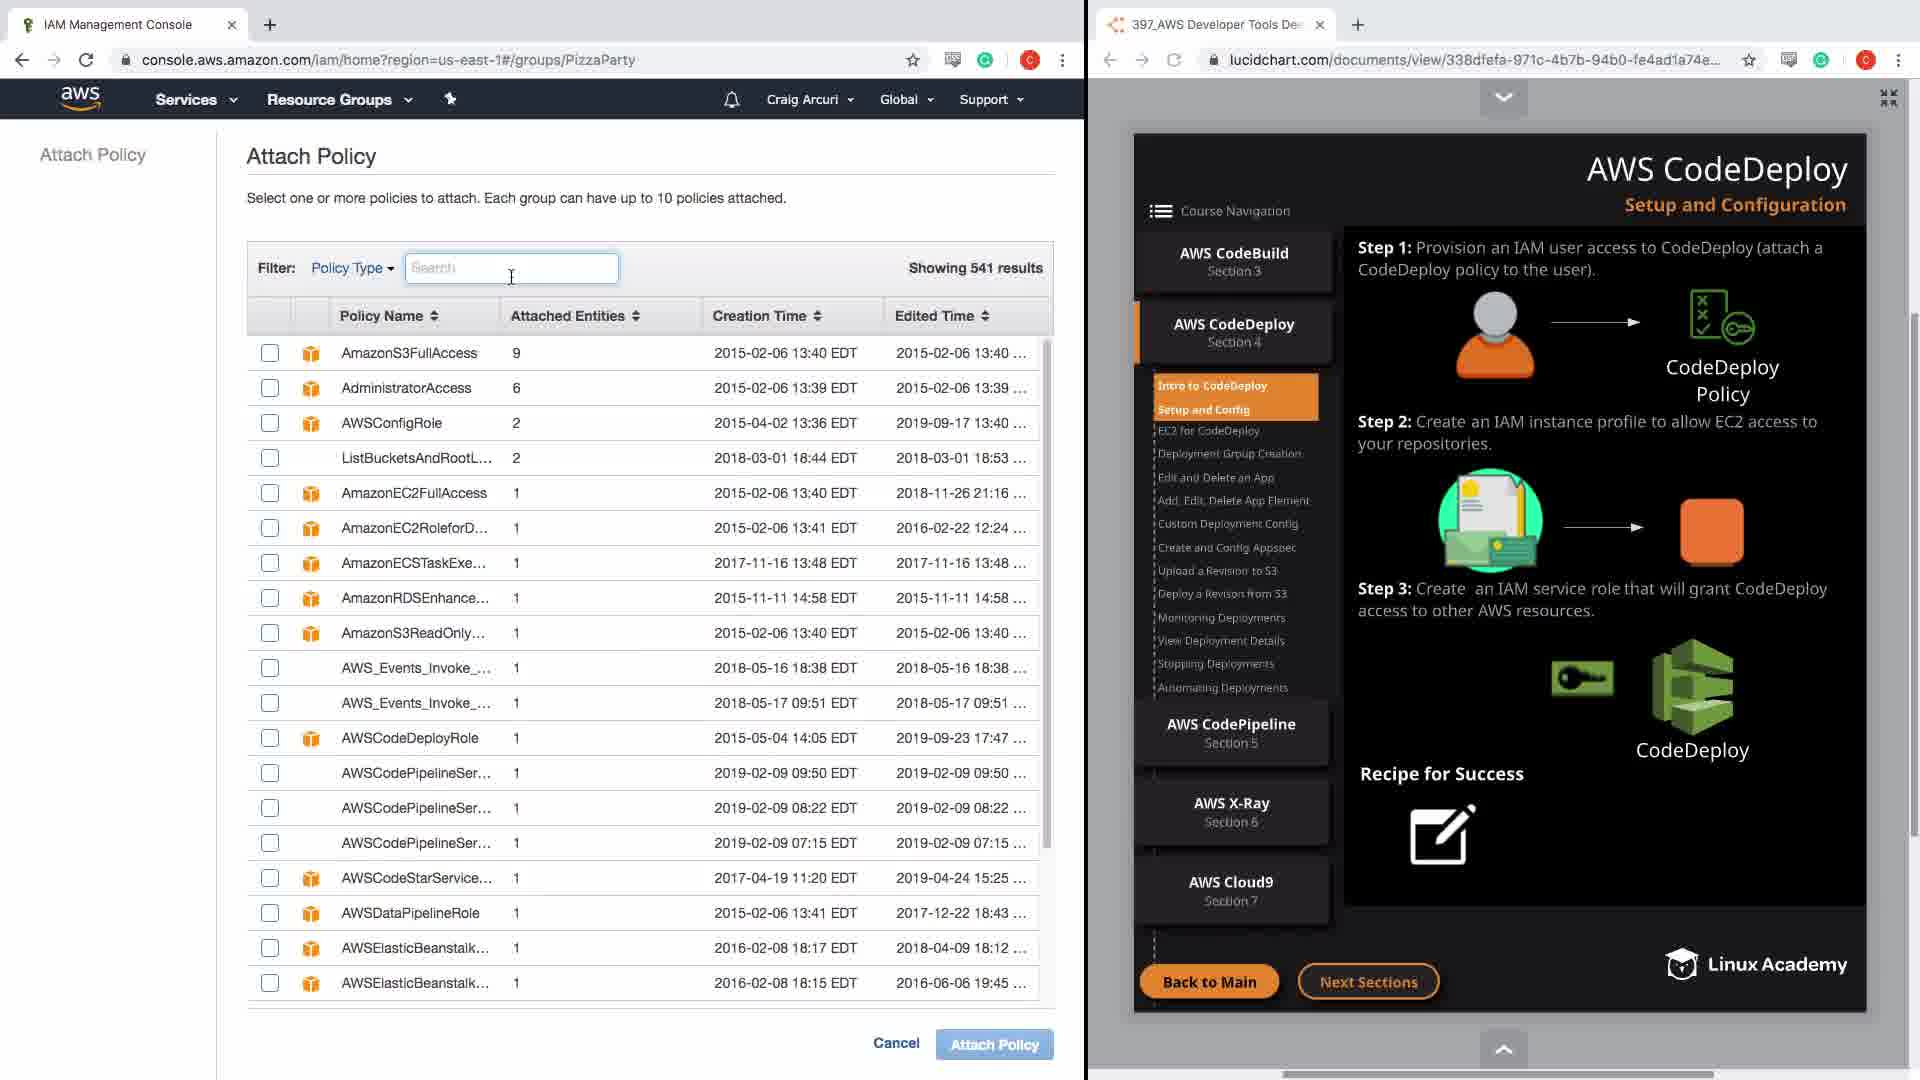 IAM Management Console
console.aws.amazon.com/iam/home?region=us-east-1#/groups/PizzaParty
C
aws
Services
Resource Groups
Craig Arcuri
Global
Support
Attach Policy
Attach Policy
Select one or more policies to attach. Each group can have up to 10 policies attached.
Filter: Policy Type
Search
Showing 541 results
Policy Name Attached Entities Creation Time Edited Time
AmazonS3FullAccess 9 2015-02-06 13:40 EDT 2015-02-06 13:40 ...
AdministratorAccess 6 2015-02-06 13:39 EDT 2015-02-06 13:39 ...
AWSConfigRole 2 2015-04-02 13:36 EDT 2019-09-17 13:40 ...
ListBucketsAndRootL... 2 2018-03-01 18:44 EDT 2018-03-01 18:53 ...
AmazonEC2FullAccess 1 2015-02-06 13:40 EDT 2018-11-26 21:16 ...
AmazonEC2RoleforD... 1 2015-02-06 13:41 EDT 2016-02-22 12:24 ...
AmazonECSTaskExe... 1 2017-11-16 13:48 EDT 2017-11-16 13:48 ...
AmazonRDSEnhance... 1 2015-11-11 14:58 EDT 2015-11-11 14:58 ...
AmazonS3ReadOnly... 1 2015-02-06 13:40 EDT 2015-02-06 13:40 ...
AWS_Events_Invoke_... 1 2018-05-16 18:38 EDT 2018-05-16 18:38 ...
AWS_Events_Invoke_... 1 2018-05-17 09:51 EDT 2018-05-17 09:51 ...
AWSCodeDeployRole 1 2015-05-04 14:05 EDT 2019-09-23 17:47 ...
AWSCodePipelineSer... 1 2019-02-09 09:50 EDT 2019-02-09 09:50 ...
AWSCodePipelineSer... 1 2019-02-09 08:22 EDT 2019-02-09 08:22 ...
AWSCodePipelineSer... 1 2019-02-09 07:15 EDT 2019-02-09 07:15 ...
AWSCodeStarService... 1 2017-04-19 11:20 EDT 2019-04-24 15:25 ...
AWSDataPipelineRole 1 2015-02-06 13:41 EDT 2017-12-22 18:43 ...
AWSElasticBeanstalk... 1 2016-02-08 18:17 EDT 2018-04-09 18:12 ...
AWSElasticBeanstalk... 1 2016-02-08 18:15 EDT 2016-06-06 19:45 ...
Cancel
Attach Policy
397_AWS Developer Tools Dee
lucidchart.com/documents/view/338dfefa-971c-4b7b-94b0-fe4ad1a74e...
C
AWS CodeDeploy
Setup and Configuration
Course Navigation
AWS CodeBuild
Section 3
AWS CodeDeploy
Section 4
Intro to CodeDeploy
Setup and Config
EC2 for CodeDeploy
Deployment Group Creation
Edit and Delete an App
Add, Edit, Delete App Element
Custom Deployment Config
Create and Config Appspec
Upload a Revision to S3
Deploy a Revison from S3
Monitoring Deployments
View Deployment Details
Stopping Deployments
Automating Deployments
AWS CodePipeline
Section 5
AWS X-Ray
Section 6
AWS Cloud9
Section 7
Back to Main
Next Sections
Step 1: Provision an IAM user access to CodeDeploy (attach a
CodeDeploy policy to the user).
CodeDeploy
Policy
Step 2: Create an IAM instance profile to allow EC2 access to
your repositories.
Step 3: Create an IAM service role that will grant CodeDeploy
access to other AWS resources.
CodeDeploy
Recipe for Success
Linux Academy